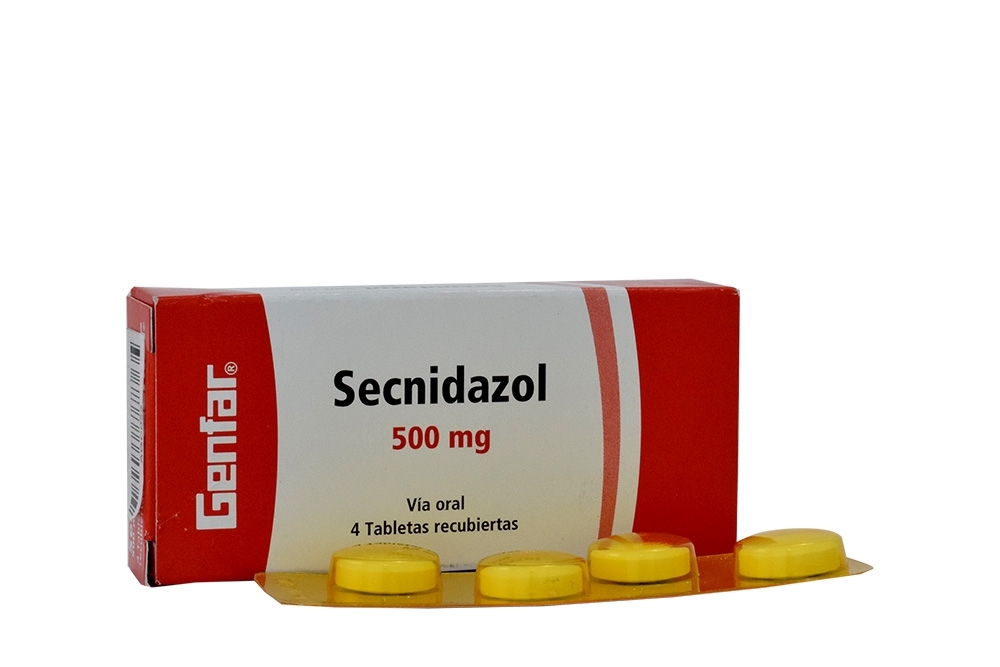 Genfar®
Secnidazol
500 mg
Vía oral
4 Tabletas recubiertas